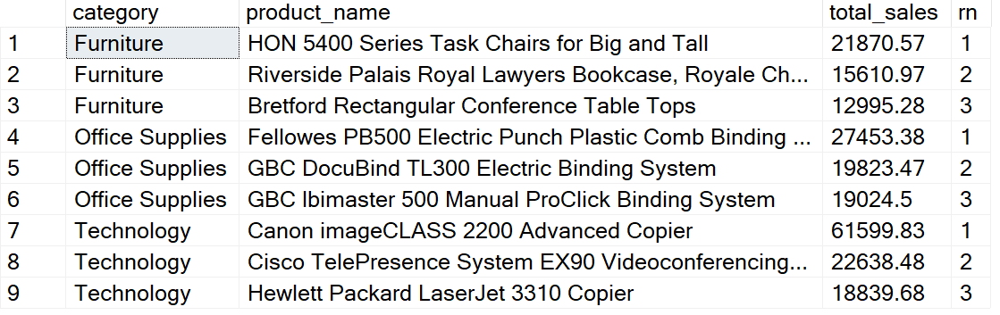 category product_name total_sales rn
1 Furniture HON 5400 Series Task Chairs for Big and Tall 21870.57 1
2 Furniture Riverside Palais Royal Lawyers Bookcase, Royale Ch... 15610.97 2
3 Furniture Bretford Rectangular Conference Table Tops 12995.28 3
4 Office Supplies Fellowes PB500 Electric Punch Plastic Comb Binding ... 27453.38 1
5 Office Supplies GBC DocuBind TL300 Electric Binding System 19823.47 2
6 Office Supplies GBC Ibimaster 500 Manual ProClick Binding System 19024.5 3
7 Technology Canon imageCLASS 2200 Advanced Copier 61599.83 1
8 Technology Cisco TelePresence System EX90 Videoconferencing... 22638.48 2
9 Technology Hewlett Packard LaserJet 3310 Copier 18839.68 3